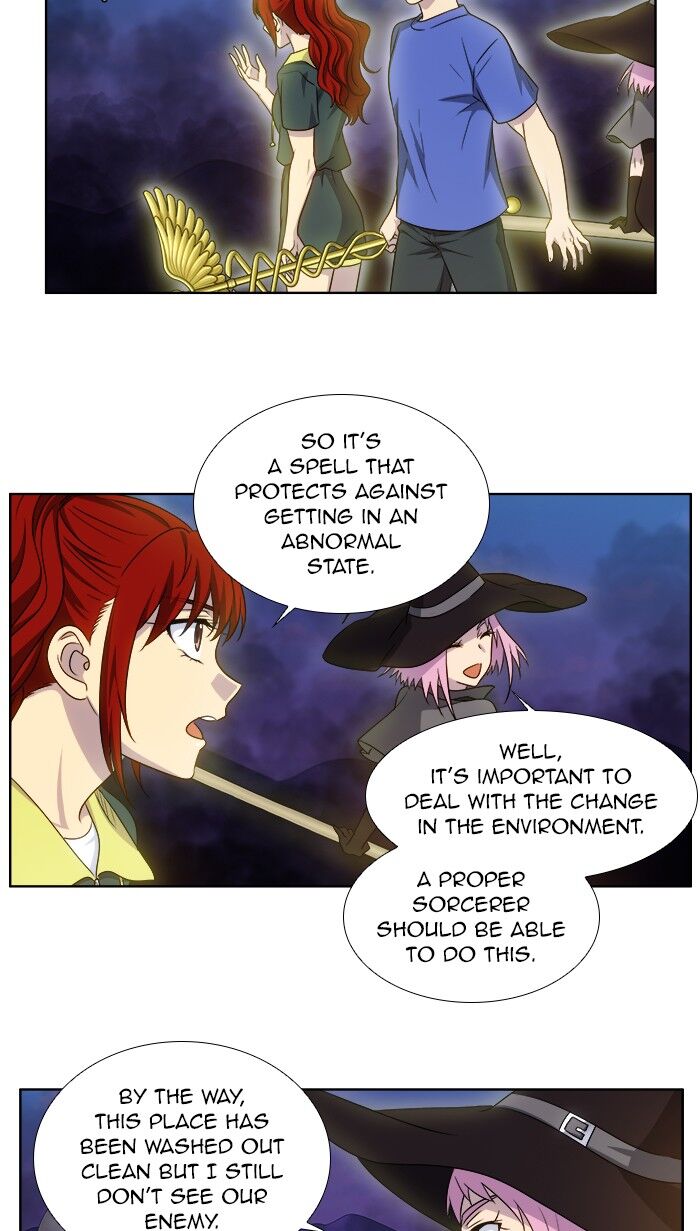 SO IT'S
A SPELL THAT
PROTECTS AGAINST
GETTING IN AN
ABNORMAL
STATE.
WELL,
IT'S IMPORTANT TO
DEAL WITH THE CHANGE
IN THE ENVIRONMENT.
A PROPER
SORCERER
SHOULD BE ABLE
TO DO THIS.
BY THE WAY,
THIS PLACE HAS
BEEN WASHED OUT
CLEAN BUT I STILL
DON'T SEE OUR
ENEMY.